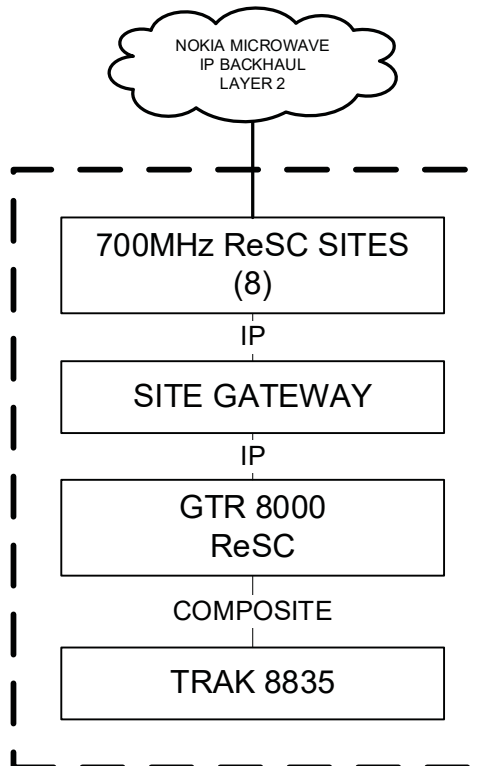 NOKIA MICROWAVE
IP BACKHAUL
LAYER 2
700MHz ReSC SITES
(8)
IP
SITE GATEWAY
IP
GTR 8000
ReSC
COMPOSITE
TRAK 8835